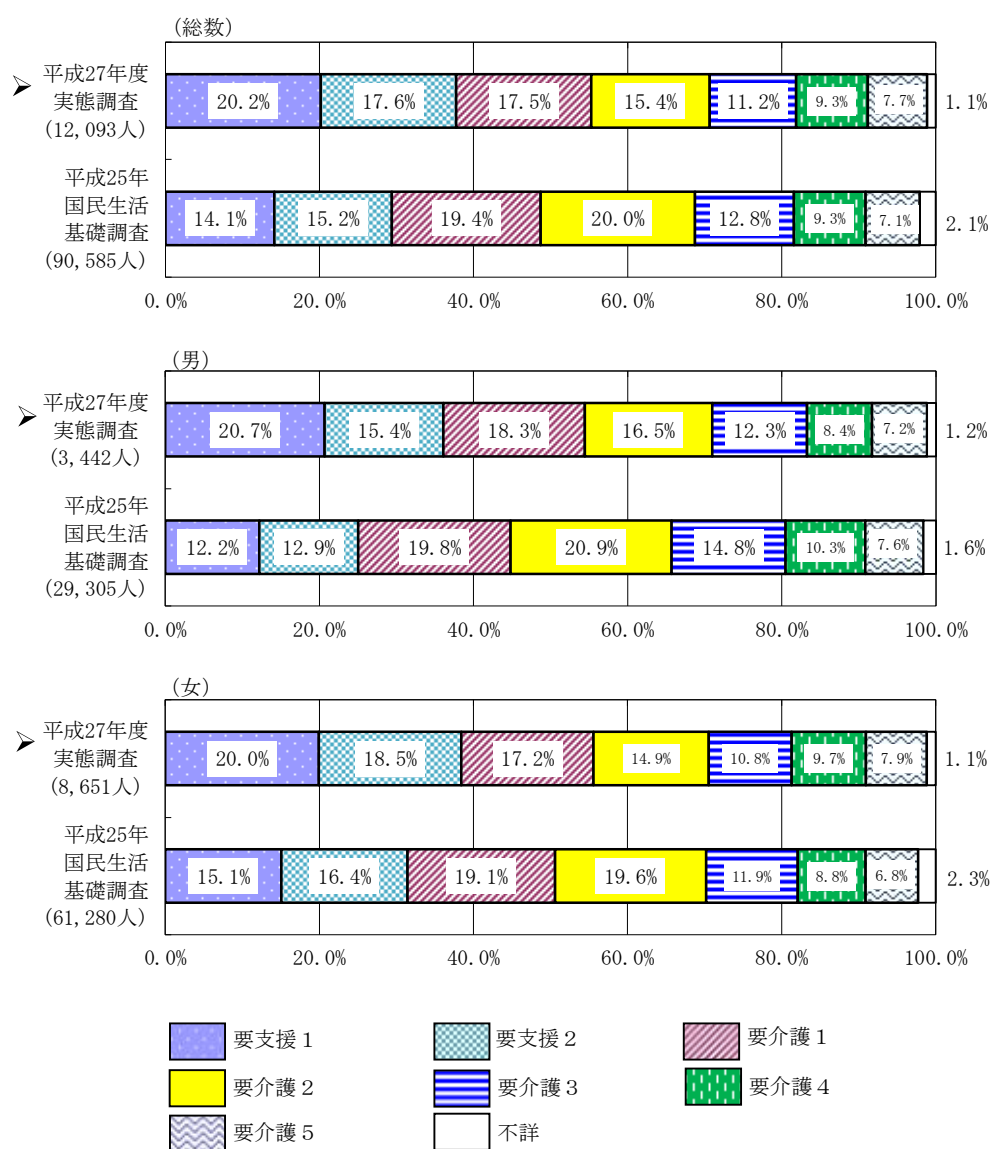 (総数)
平成27年度
実態調査
(12,093人)
20.2% 17.6% 17.5% 15.4% 11.2% 9.3% 7.7% 1.1%
平成25年
国民生活
基礎調査
(90,585人)
14.1% 15.2% 19.4% 20.0% 12.8% 9.3% 7.1% 2.1%
0.0% 20.0% 40.0% 60.0% 80.0% 100.0%
(男)
平成27年度
実態調査
(3,442人)
20.7% 15.4% 18.3% 16.5% 12.3% 8.4% 7.2% 1.2%
平成25年
国民生活
基礎調査
(29,305人)
12.2% 12.9% 19.8% 20.9% 14.8% 10.3% 7.6% 1.6%
0.0% 20.0% 40.0% 60.0% 80.0% 100.0%
(女)
平成27年度
実態調査
(8,651人)
20.0% 18.5% 17.2% 14.9% 10.8% 9.7% 7.9% 1.1%
平成25年
国民生活
基礎調査
(61,280人)
15.1% 16.4% 19.1% 19.6% 11.9% 8.8% 6.8% 2.3%
0.0% 20.0% 40.0% 60.0% 80.0% 100.0%
要支援1 要支援2 要介護1
要介護2 要介護3 要介護4
要介護5 不詳